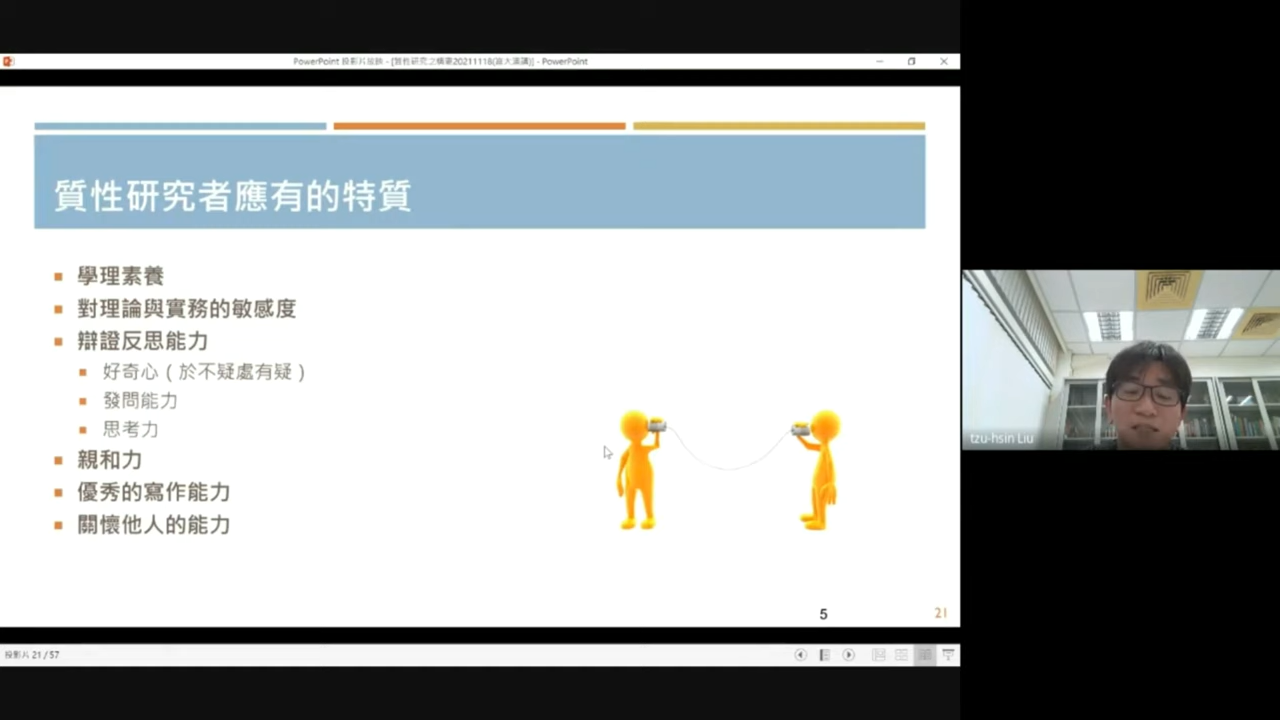 PowerPoint 投影片放映 - [質性研究之構案20211118(宜大演講)] - PowerPoint
質性研究者應有的特質
學理素養
對理論與實務的敏感度
辯證反思能力
好奇心（於不疑處有疑）
發問能力
思考力
親和力
優秀的寫作能力
關懷他人的能力
tzu-hsin Liu
5
21
投影片 21 / 57